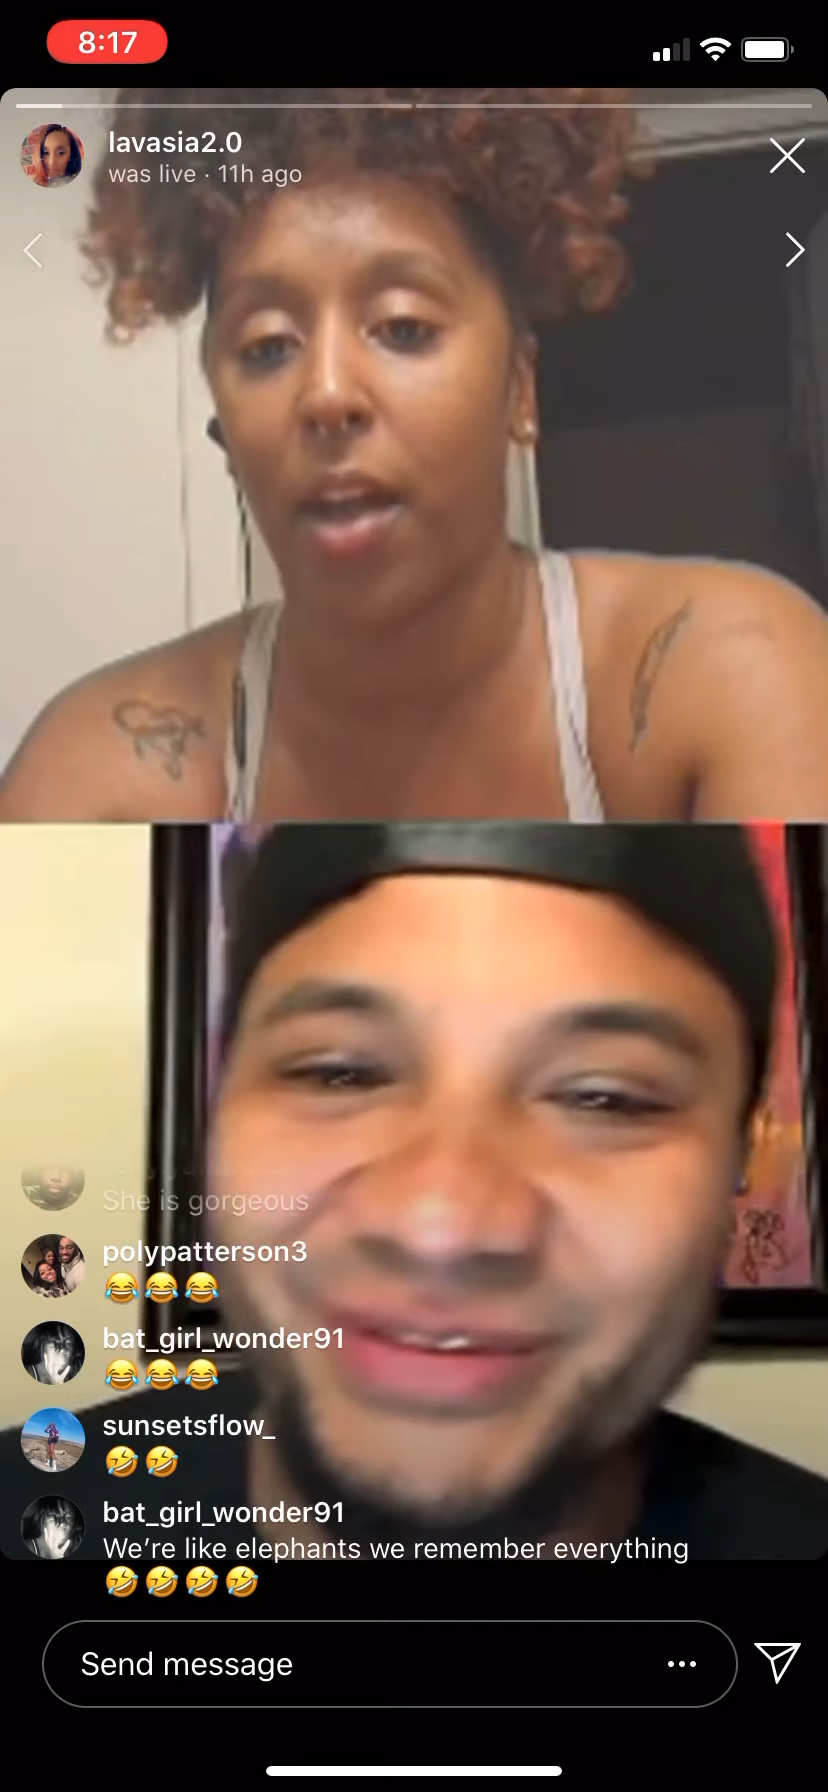 8:17
lavasia2.0
was live · 11h ago
She is gorgeous
polypatterson3
😂😂😂
bat_girl_wonder91
😂😂😂
sunsetsflow_
🤣🤣
bat_girl_wonder91
We're like elephants we remember everything
🤣🤣🤣🤣
Send message